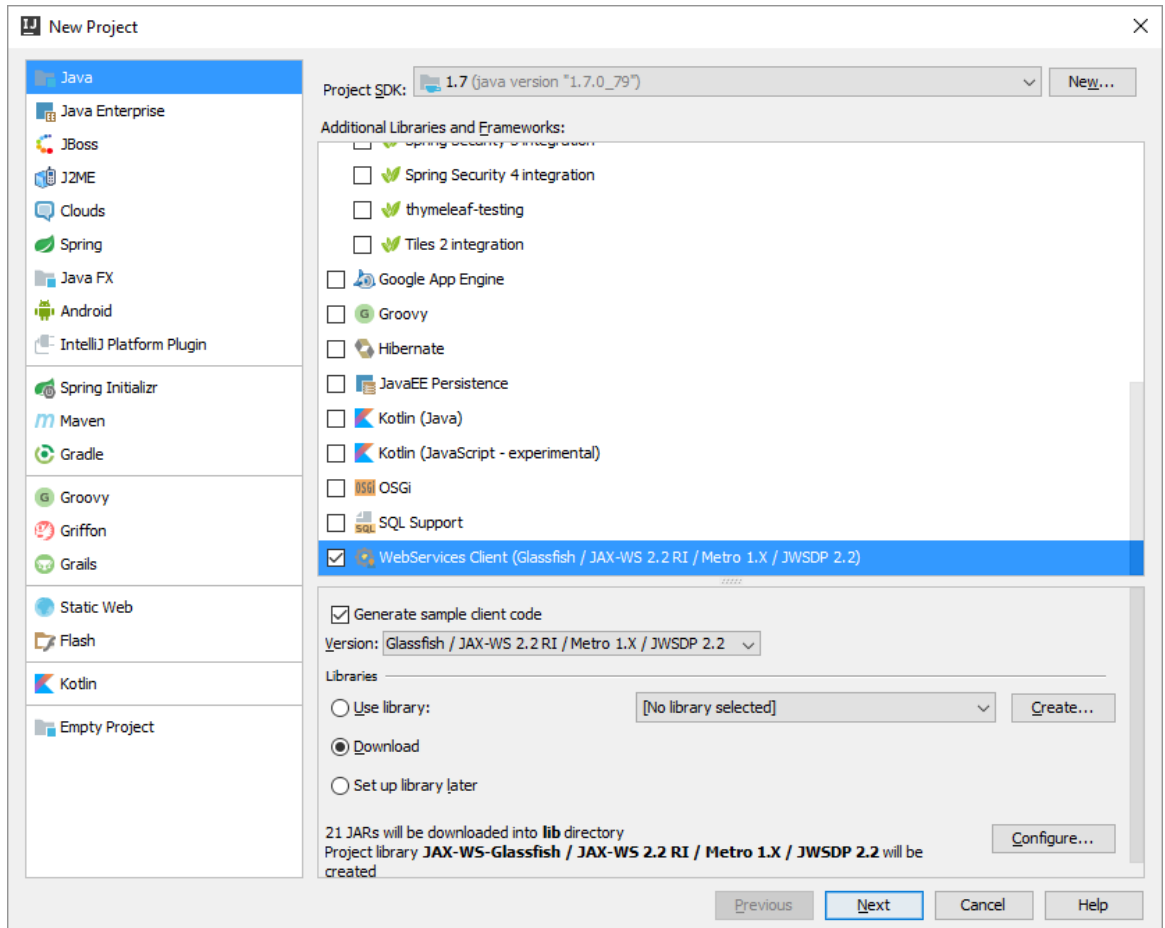 New Project
Java
Java Enterprise
JBoss
J2ME
Clouds
Spring
Java FX
Android
IntelliJ Platform Plugin
Spring Initializr
Maven
Gradle
Groovy
Griffon
Grails
Static Web
Flash
Kotlin
Empty Project
Project SDK: 1.7 (java version "1.7.0_79") New...
Additional Libraries and Frameworks:
Spring Security 3 integration
Spring Security 4 integration
thymeleaf-testing
Tiles 2 integration
Google App Engine
Groovy
Hibernate
JavaEE Persistence
Kotlin (Java)
Kotlin (JavaScript - experimental)
OSGi
SQL Support
WebServices Client (Glassfish / JAX-WS 2.2 RI / Metro 1.X / JWSDP 2.2)
Generate sample client code
Version: Glassfish / JAX-WS 2.2 RI / Metro 1.X / JWSDP 2.2
Libraries
Use library: [No library selected] Create...
Download
Set up library later
21 JARs will be downloaded into lib directory
Project library JAX-WS-Glassfish / JAX-WS 2.2 RI / Metro 1.X / JWSDP 2.2 will be
created
Configure...
Previous Next Cancel Help